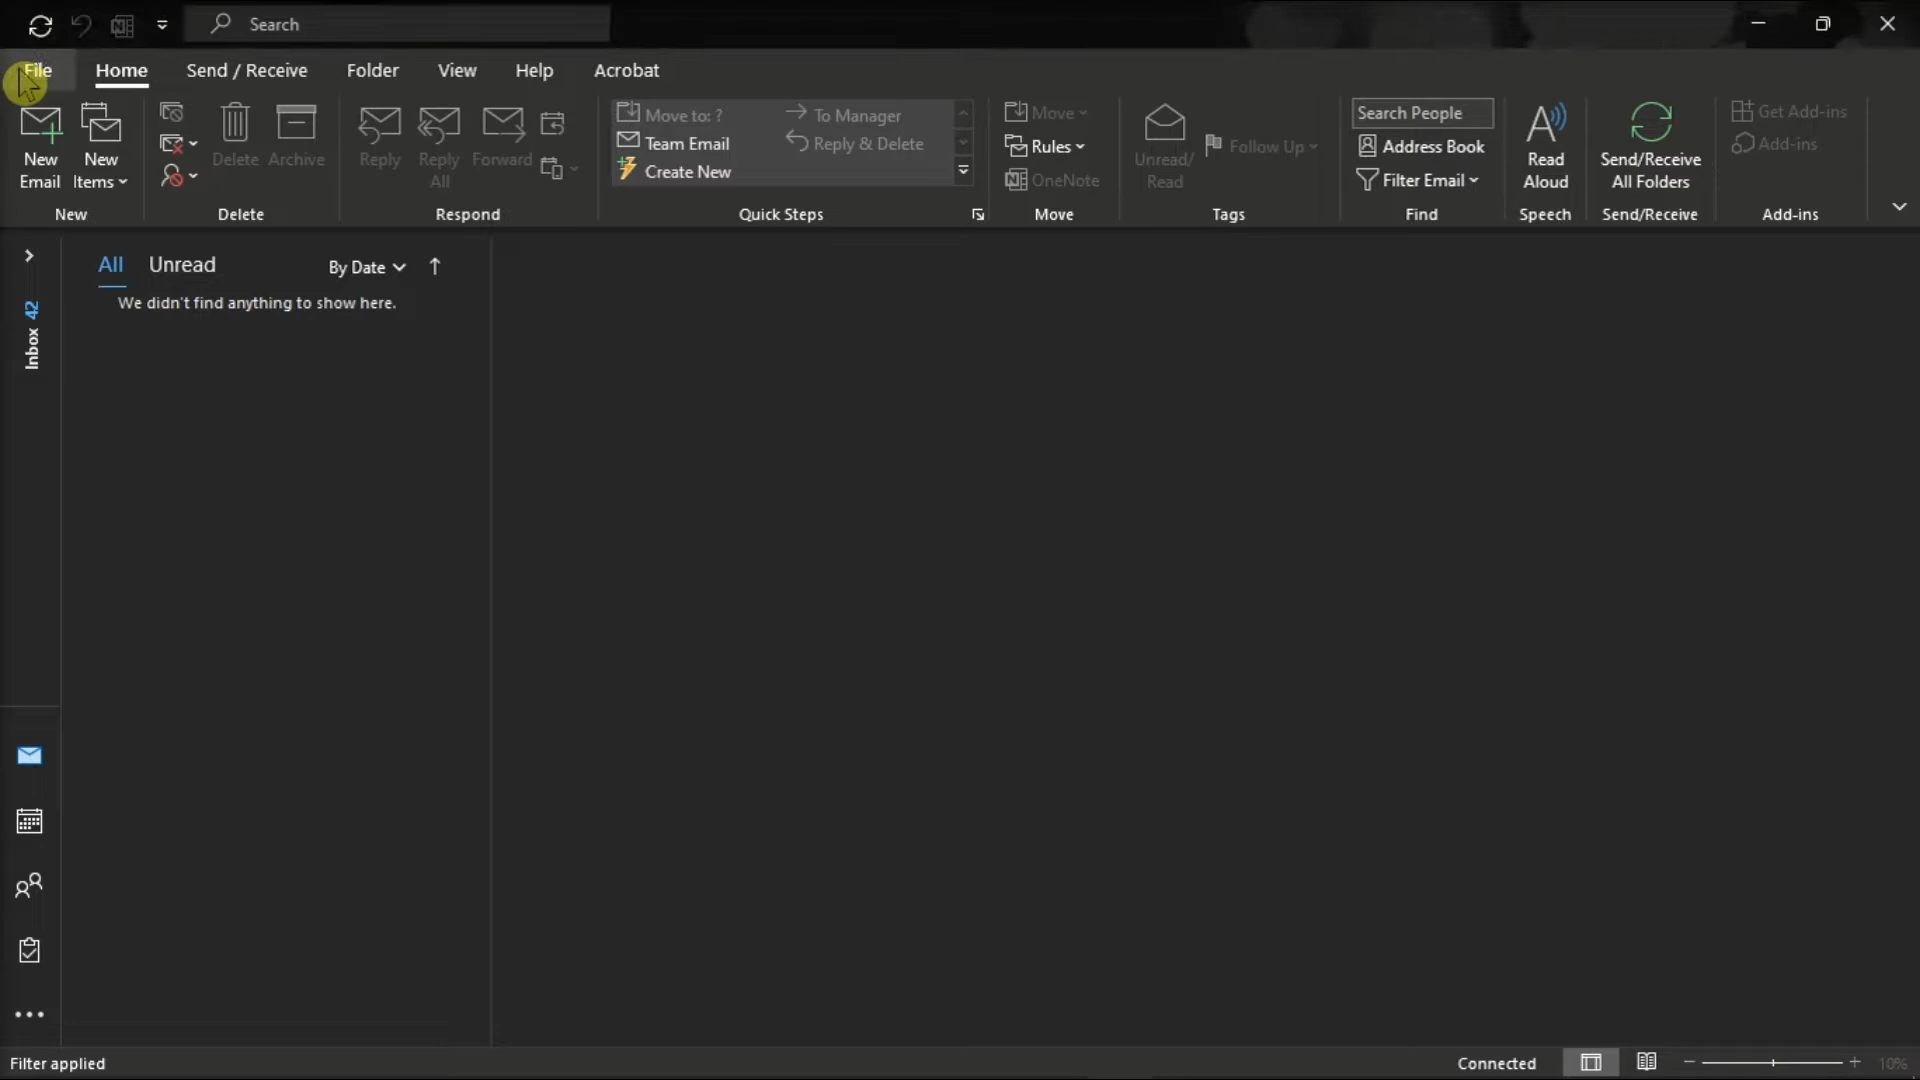 Search
File Home Send / Receive Folder View Help Acrobat
New Email
New Items
Delete
Archive
Reply
Reply All
Forward
Move to: ?
To Manager
Team Email
Reply & Delete
Create New
Move
Rules
OneNote
Unread/ Read
Follow Up
Search People
Address Book
Filter Email
Read Aloud
Send/Receive All Folders
Get Add-ins
Add-ins
New Delete Respond Quick Steps Move Tags Find Speech Send/Receive Add-ins
All Unread By Date
We didn't find anything to show here.
Inbox 42
Filter applied
Connected
10%